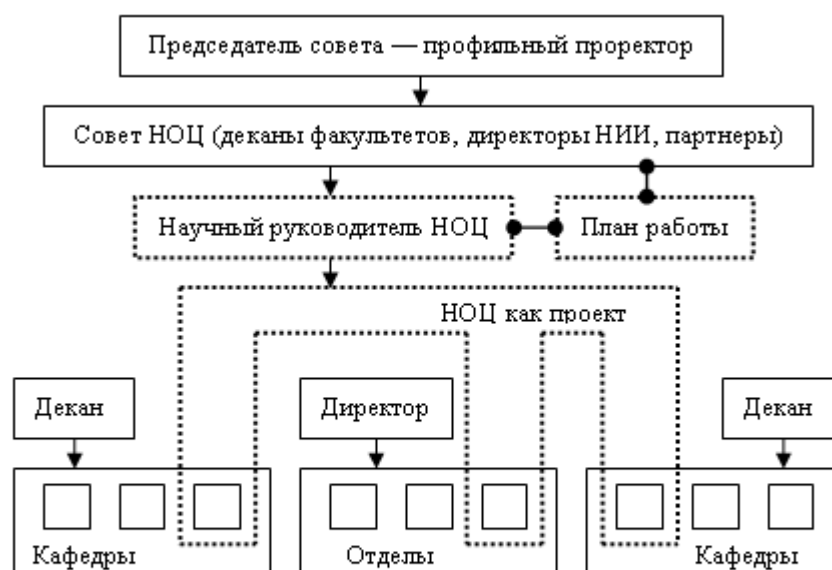 Председатель совета — профильный проректор
Совет НОЦ (деканы факультетов, директоры НИИ, партнеры)
Научный руководитель НОЦ
План работы
НОЦ как проект
Декан
Директор
Декан
Кафедры
Отделы
Кафедры